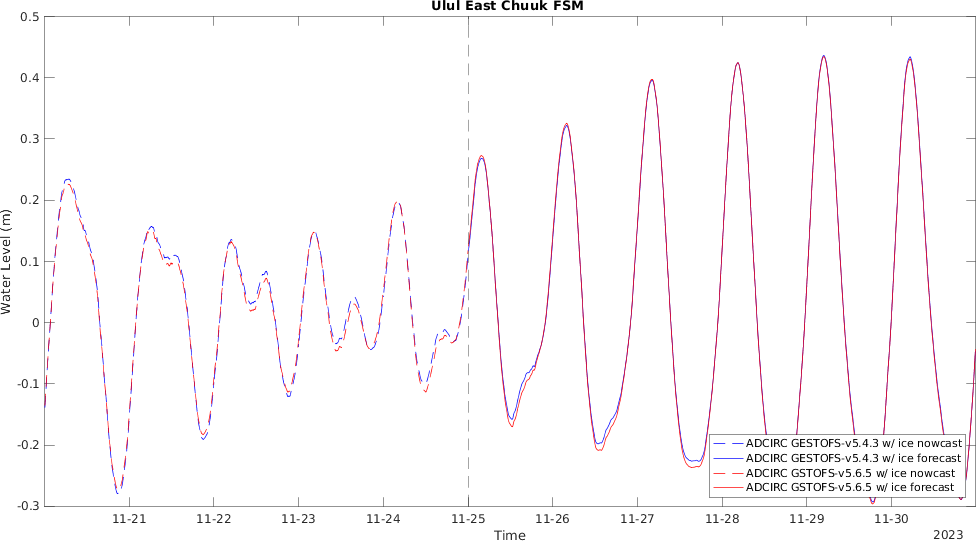 Ulul East Chuuk FSM
0.5
0.4
0.3
0.2
0.1
0
-0.1
-0.2
-0.3
Water Level (m)
ADCIRC GESTOFS-v5.4.3 w/ ice nowcast
ADCIRC GESTOFS-v5.4.3 w/ ice forecast
ADCIRC GSTOFS-v5.6.5 w/ ice nowcast
ADCIRC GSTOFS-v5.6.5 w/ ice forecast
11-21 11-22 11-23 11-24 11-25 11-26 11-27 11-28 11-29 11-30
Time
2023